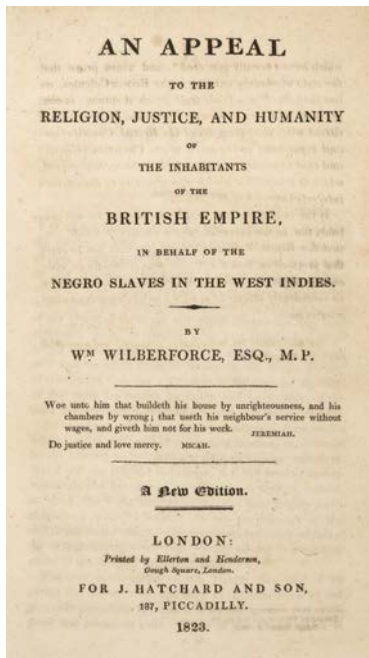 AN APPEAL
TO THE
RELIGION, JUSTICE, AND HUMANITY
OF
THE INHABITANTS
OF THE
BRITISH EMPIRE,
IN BEHALF OF THE
NEGRO SLAVES IN THE WEST INDIES.
BY
WM WILBERFORCE, ESQ., M. P.
Woe unto him that buildeth his house by unrighteousness, and his
chambers by wrong; that useth his neighbour's service without
wages, and giveth him not for his work.
JEREMIAH.
Do justice and love mercy. MICAH.
A New Edition.
LONDON:
Printed by Ellerton and Henderson,
Gough Square, London.
FOR J. HATCHARD AND SON,
187, PICCADILLY.
1823.